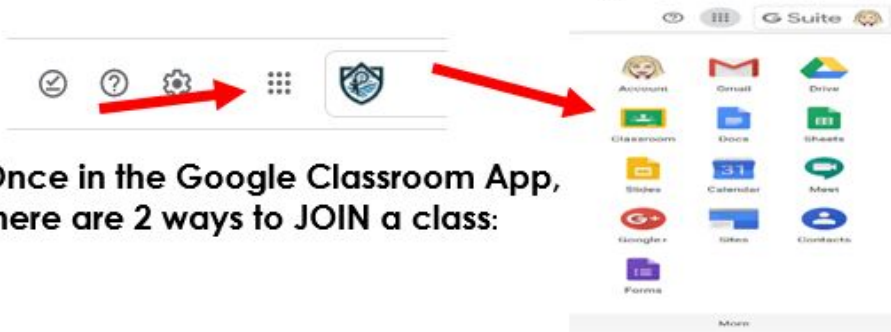 G Suite
Account Gmail Drive
Classroom Docs Sheets
Slides 31 Calendar Meet
G+ Google+ Sites Contacts
Forms
More
Once in the Google Classroom App,
here are 2 ways to JOIN a class: